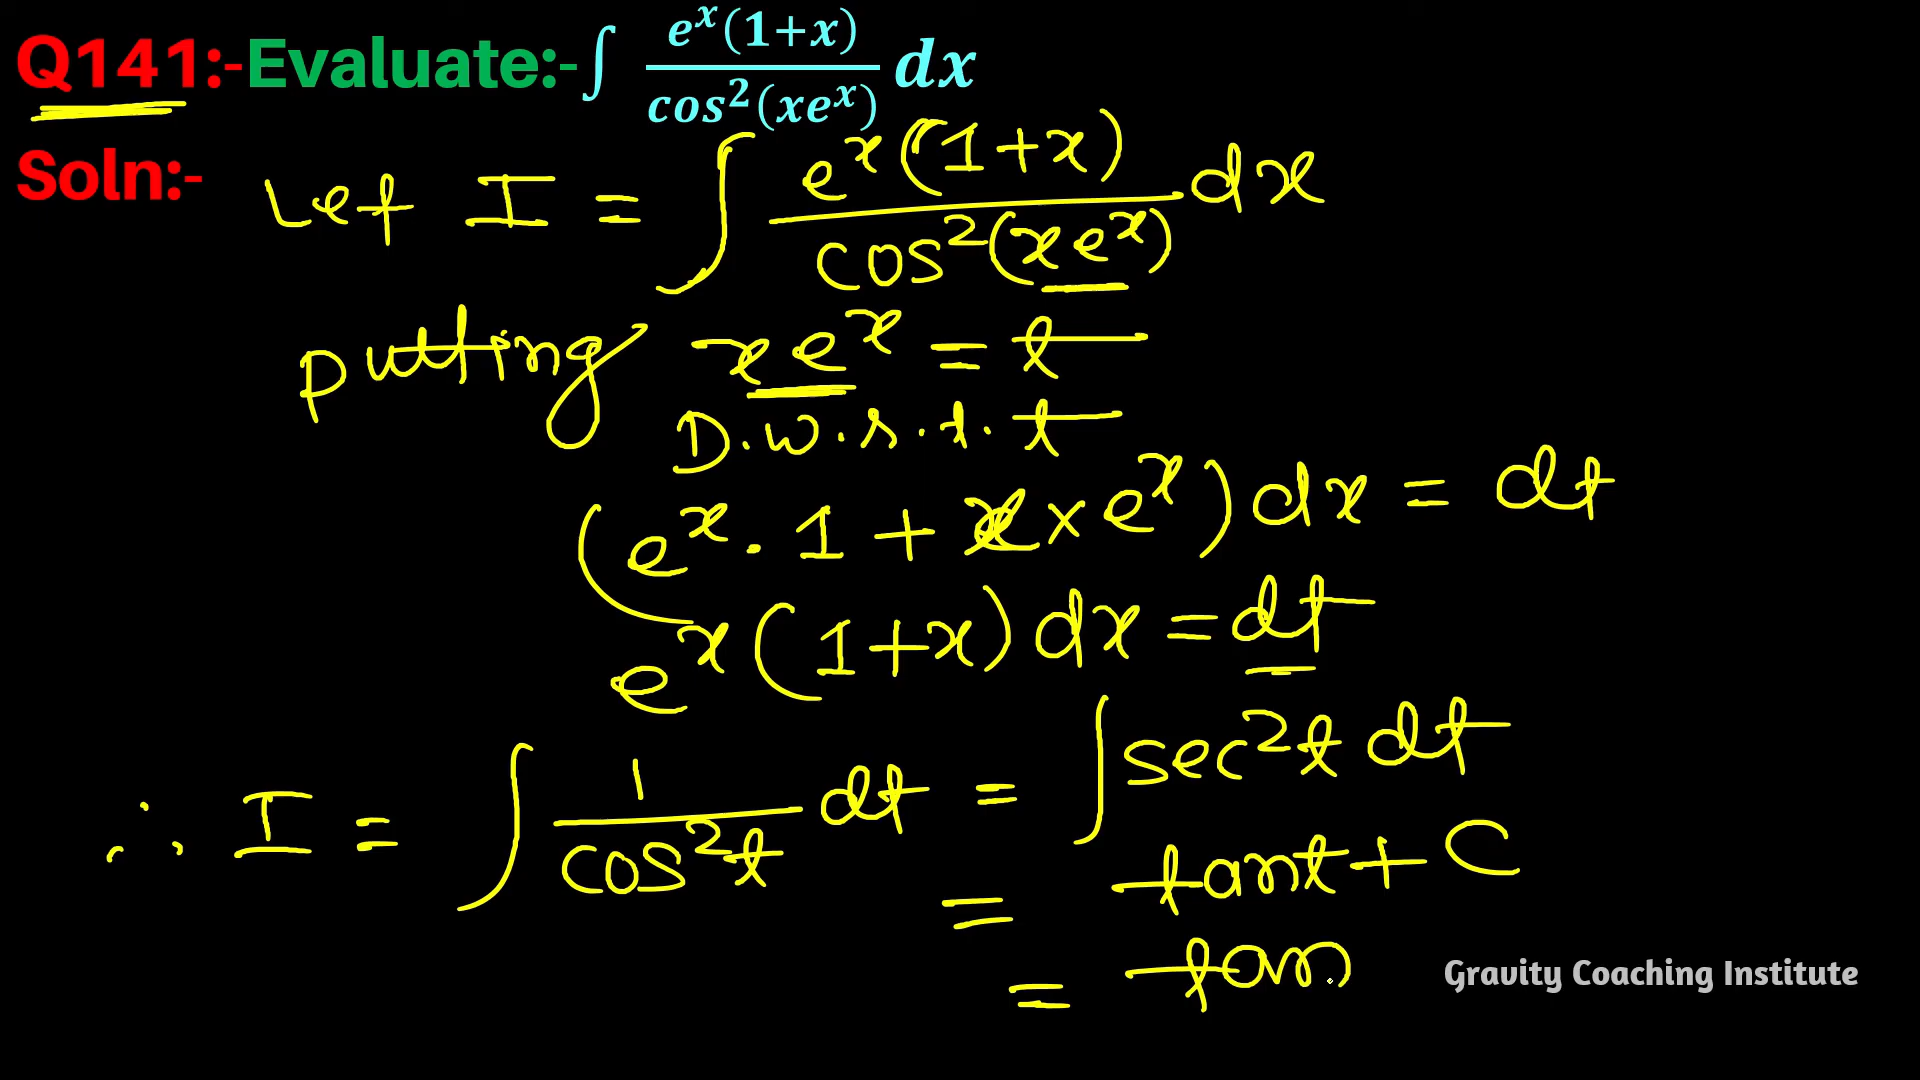 Q141:-Evaluate:-∫ e^x(1+x)/cos²(xe^x) dx
Soln:- Let I = ∫ e^x(1+x)/cos²(xe^x) dx
putting xe^x = t
D.w.r.t. t
(e^x . 1 + x × e^x) dx = dt
e^x (1+x) dx = dt
∴ I = ∫ 1/cos²t dt = ∫ sec²t dt
= tant + C
= tan
Gravity Coaching Institute